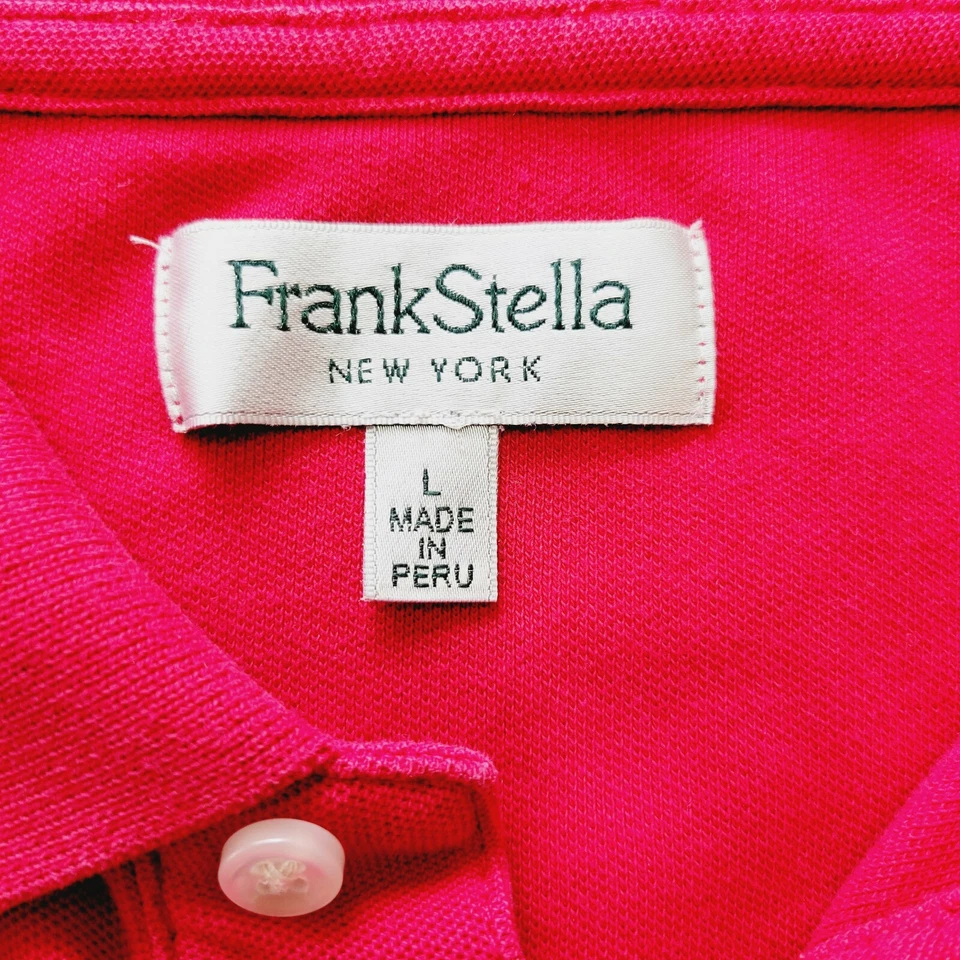 FrankStella
NEW YORK
L
MADE
IN
PERU